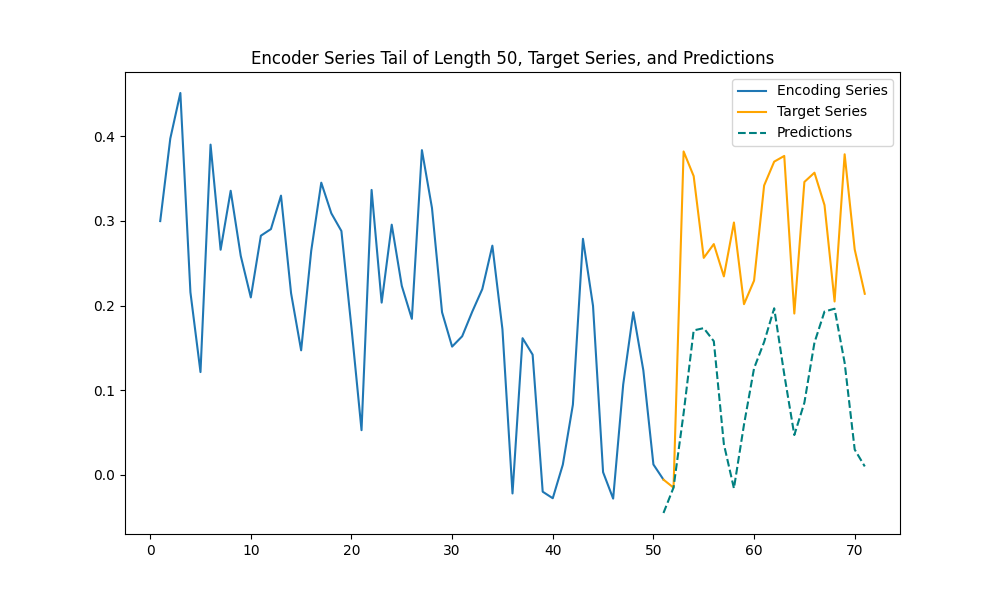 Encoder Series Tail of Length 50, Target Series, and Predictions
Encoding Series
Target Series
Predictions
0.4
0.3
0.2
0.1
0.0
0 10 20 30 40 50 60 70